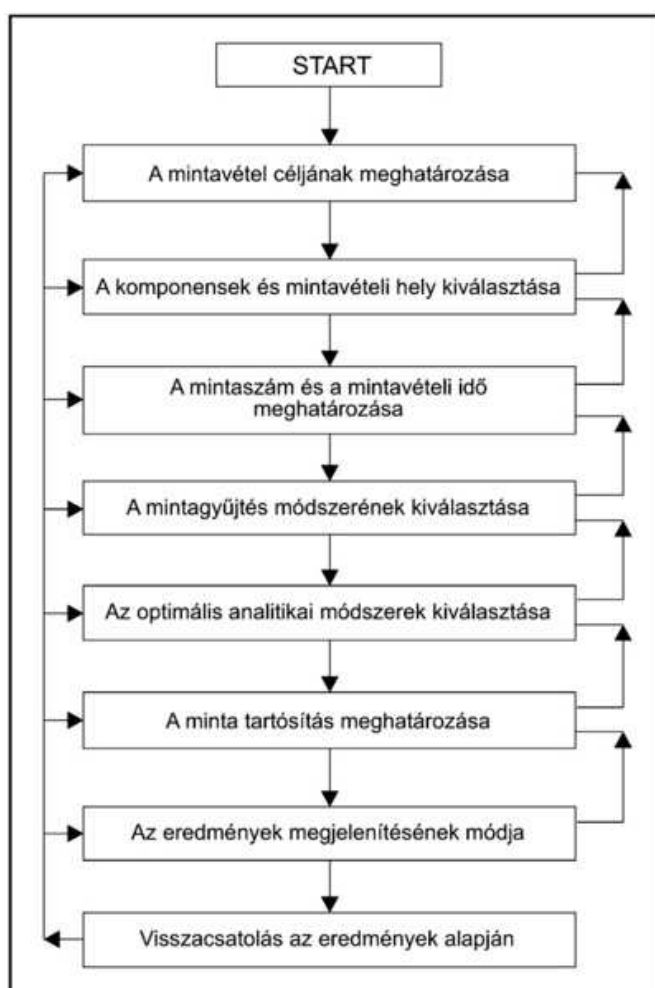 START
A mintavétel céljának meghatározása
A komponensek és mintavételi hely kiválasztása
A mintaszám és a mintavételi idő
meghatározása
A mintagyűjtés módszerének kiválasztása
Az optimális analitikai módszerek kiválasztása
A minta tartósítás meghatározása
Az eredmények megjelenítésének módja
Visszacsatolás az eredmények alapján